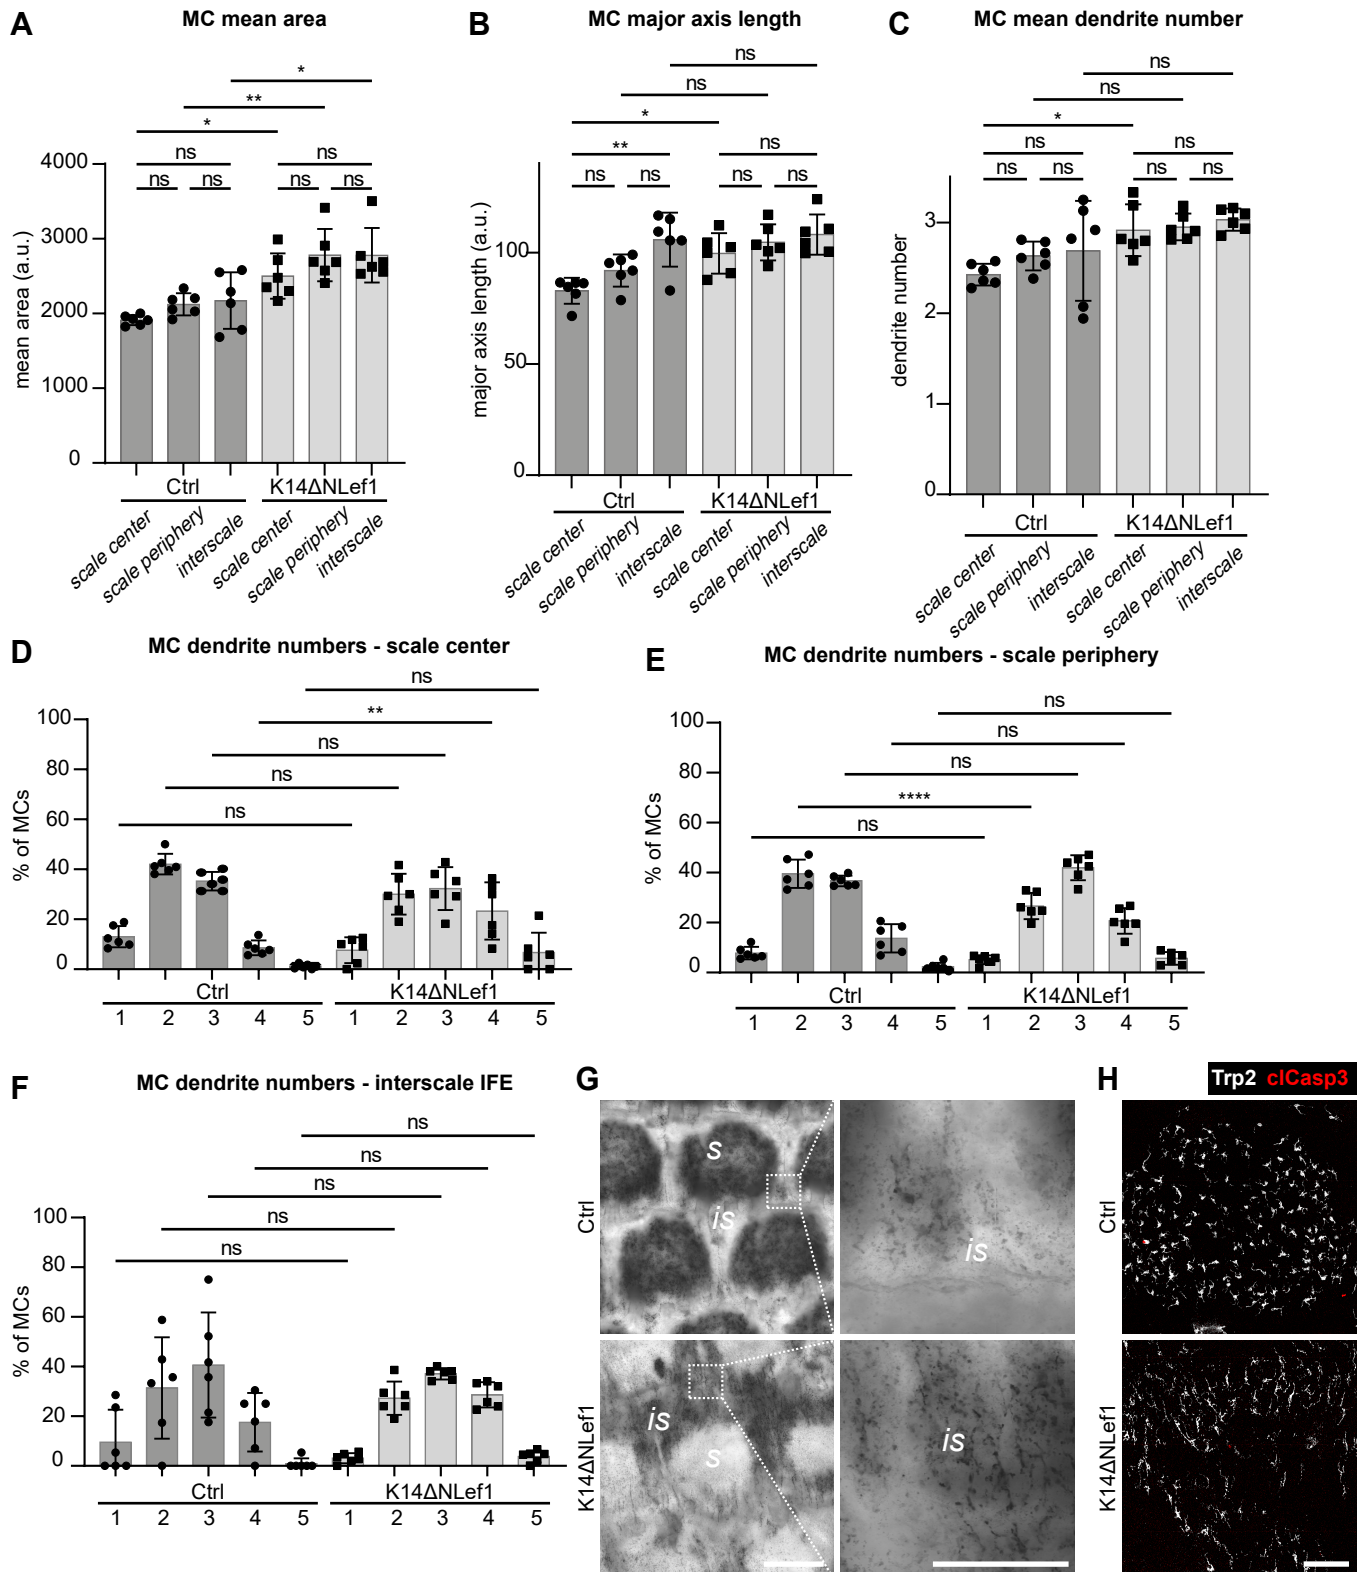 A
MC mean area
*
**
*
ns
ns
ns
ns
ns
ns
4000
3000
2000
1000
0
mean area (a.u.)
Ctrl
K14ΔNLef1
scale center
scale periphery
interscale
scale center
scale periphery
interscale
B
MC major axis length
ns
ns
*
**
ns
ns
ns
ns
ns
100
50
0
major axis length (a.u.)
Ctrl
K14ΔNLef1
scale center
scale periphery
interscale
scale center
scale periphery
interscale
C
MC mean dendrite number
ns
ns
*
ns
ns
ns
ns
ns
ns
3
2
1
0
dendrite number
Ctrl
K14ΔNLef1
scale center
scale periphery
interscale
scale center
scale periphery
interscale
D
MC dendrite numbers - scale center
ns
**
ns
ns
ns
100
80
60
40
20
0
% of MCs
Ctrl
K14ΔNLef1
1 2 3 4 5 1 2 3 4 5
E
MC dendrite numbers - scale periphery
ns
ns
ns
****
ns
100
80
60
40
20
0
% of MCs
Ctrl
K14ΔNLef1
1 2 3 4 5 1 2 3 4 5
F
MC dendrite numbers - interscale IFE
ns
ns
ns
ns
ns
100
80
60
40
20
0
% of MCs
Ctrl
K14ΔNLef1
1 2 3 4 5 1 2 3 4 5
G
Ctrl
s
is
is
K14ΔNLef1
is
s
is
H
Trp2 clCasp3
Ctrl
K14ΔNLef1